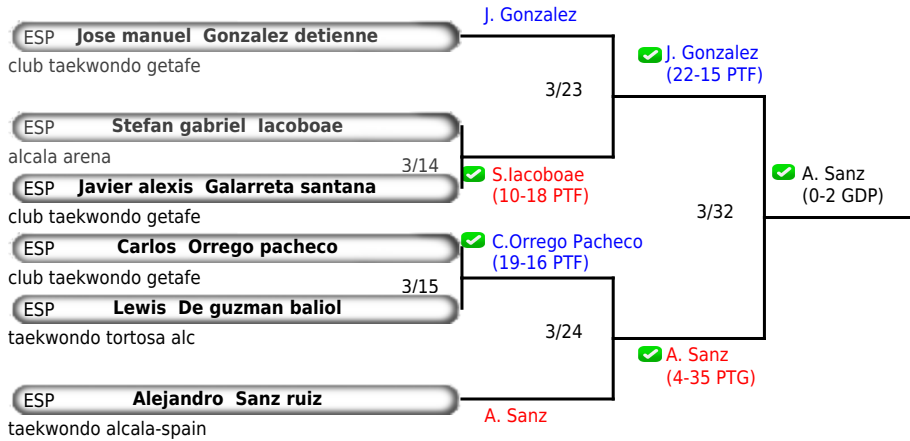 J. Gonzalez
ESP Jose manuel Gonzalez detienne
club taekwondo getafe
J. Gonzalez
(22-15 PTF)
3/23
ESP Stefan gabriel Iacoboae
alcala arena
3/14
S.Iacoboae
(10-18 PTF)
ESP Javier alexis Galarreta santana
club taekwondo getafe
A. Sanz
(0-2 GDP)
3/32
ESP Carlos Orrego pacheco
club taekwondo getafe
C.Orrego Pacheco
(19-16 PTF)
3/15
ESP Lewis De guzman baliol
taekwondo tortosa alc
3/24
A. Sanz
(4-35 PTG)
ESP Alejandro Sanz ruiz
taekwondo alcala-spain
A. Sanz